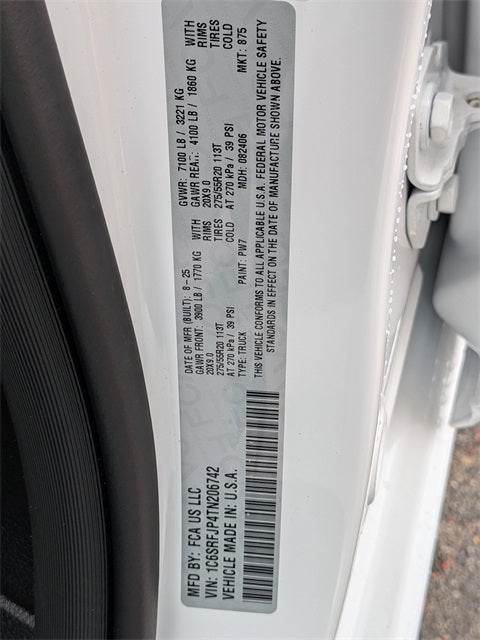 MFD BY: FCA US LLC
VIN: 1C6SRFJP4TN206742
VEHICLE MADE IN: U.S.A.
DATE OF MFR (BUILT): 8-25 GVWR: 7100 LB / 3221 KG
GAWR FRONT: 3900 LB / 1770 KG WITH GAWR REAR: 4100 LB / 1860 KG WITH
20X9.0 RIMS 20X9.0 RIMS
275/55R20 113T TIRES 275/55R20 113T TIRES
AT 270 kPa / 39 PSI COLD AT 270 kPa / 39 PSI COLD
TYPE: TRUCK PAINT: PW7 MDH: 082406 MKT: 875
THIS VEHICLE CONFORMS TO ALL APPLICABLE U.S.A. FEDERAL MOTOR VEHICLE SAFETY
STANDARDS IN EFFECT ON THE DATE OF MANUFACTURE SHOWN ABOVE.